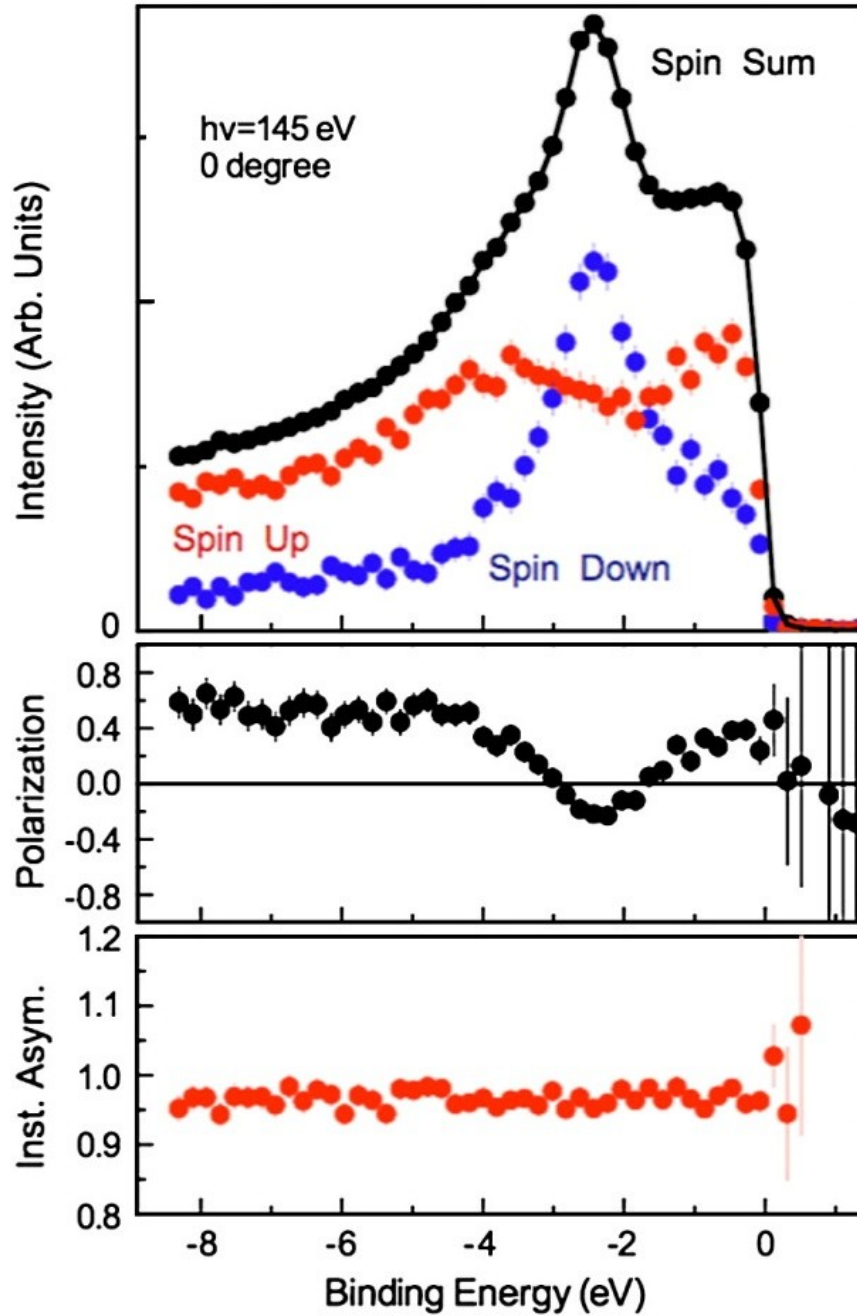 Spin Sum
hν=145 eV
0 degree
Intensity (Arb. Units)
Spin Up
Spin Down
0
Polarization
0.8
0.4
0.0
-0.4
-0.8
Inst. Asym.
1.2
1.1
1.0
0.9
0.8
-8 -6 -4 -2 0
Binding Energy (eV)